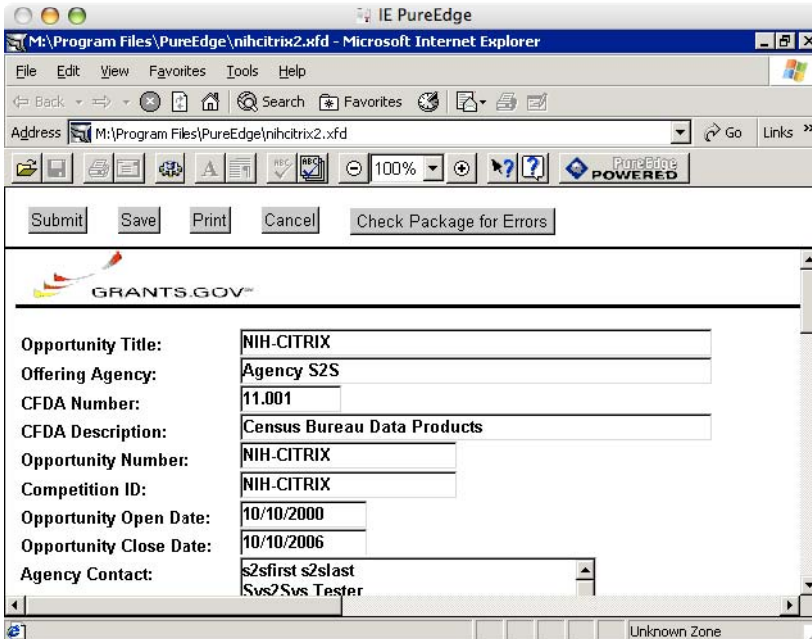 IE PureEdge
M:\Program Files\PureEdge\nihcitrix2.xfd - Microsoft Internet Explorer
File Edit View Favorites Tools Help
Back Search Favorites
Address M:\Program Files\PureEdge\nihcitrix2.xfd Go Links »
A ABC ABC 100% ? ? PureEdge POWERED
Submit Save Print Cancel Check Package for Errors
GRANTS.GOV℠
Opportunity Title: NIH-CITRIX
Offering Agency: Agency S2S
CFDA Number: 11.001
CFDA Description: Census Bureau Data Products
Opportunity Number: NIH-CITRIX
Competition ID: NIH-CITRIX
Opportunity Open Date: 10/10/2000
Opportunity Close Date: 10/10/2006
Agency Contact: s2sfirst s2slast
Sys2Sys Tester
Unknown Zone